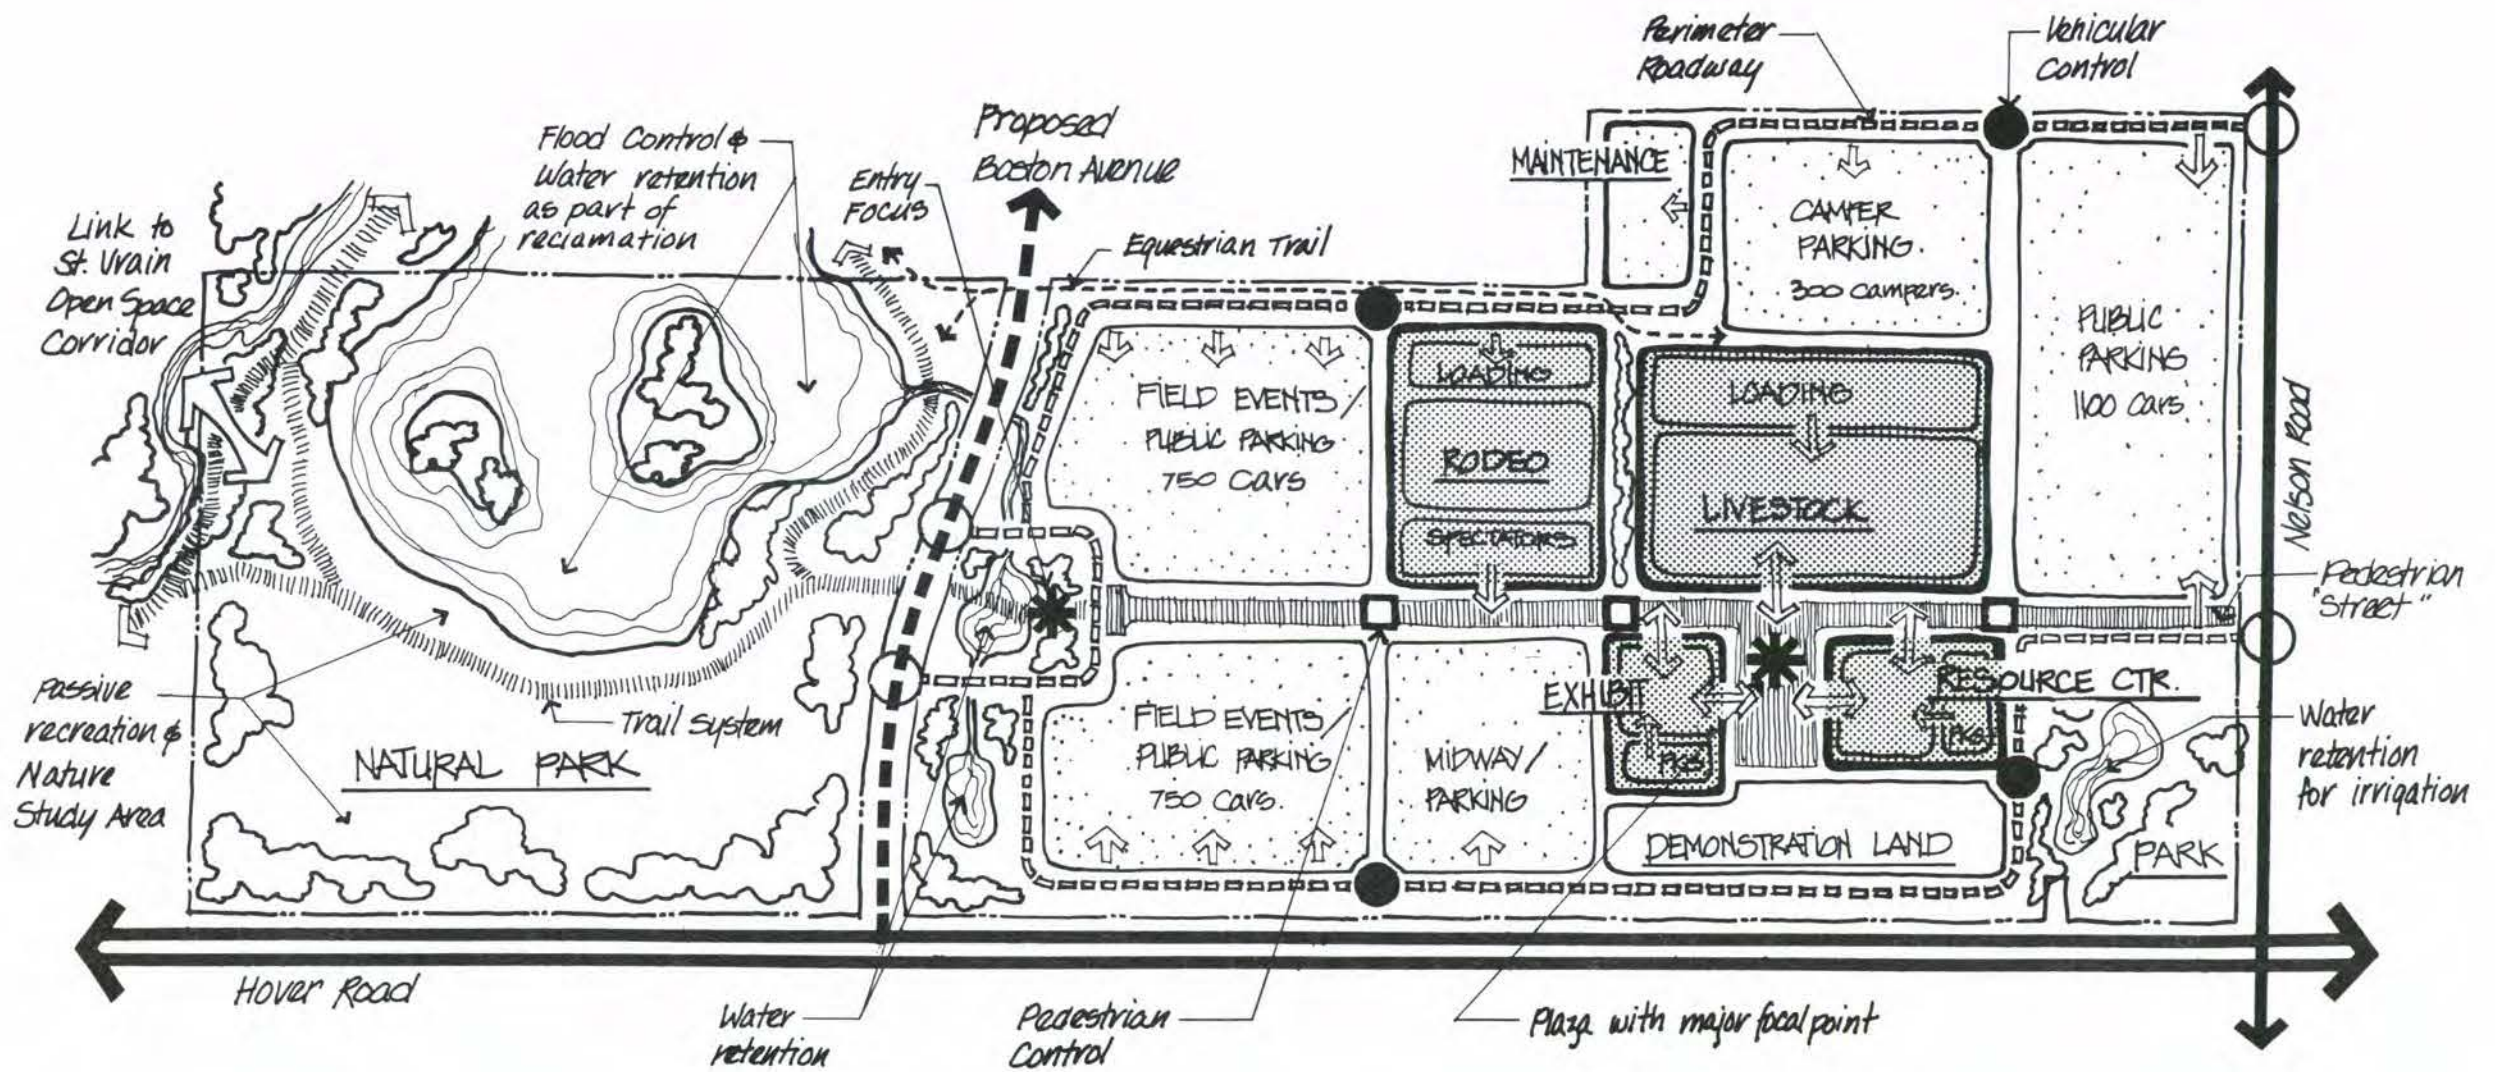 Perimeter
Roadway
Vehicular
Control
Proposed
Boston Avenue
Flood Control &
Water retention
as part of
reclamation
Entry
Focus
MAINTENANCE
Link to
St. Vrain
Open Space
Corridor
Equestrian Trail
CAMPER
PARKING
300 campers
PUBLIC
PARKING
1100 Cars
FIELD EVENTS/
PUBLIC PARKING
750 Cars
LOADING
RODEO
SPECTATORS
LOADING
LIVESTOCK
Nelson Road
Pedestrian
"Street"
Passive
recreation &
Nature
Study Area
Trail System
NATURAL PARK
FIELD EVENTS/
PUBLIC PARKING
750 Cars.
MIDWAY/
PARKING
EXHIBIT
PKG
RESOURCE CTR.
PKG
Water
retention
for irrigation
DEMONSTRATION LAND
PARK
Hover Road
Water
retention
Pedestrian
Control
Plaza with major focal point